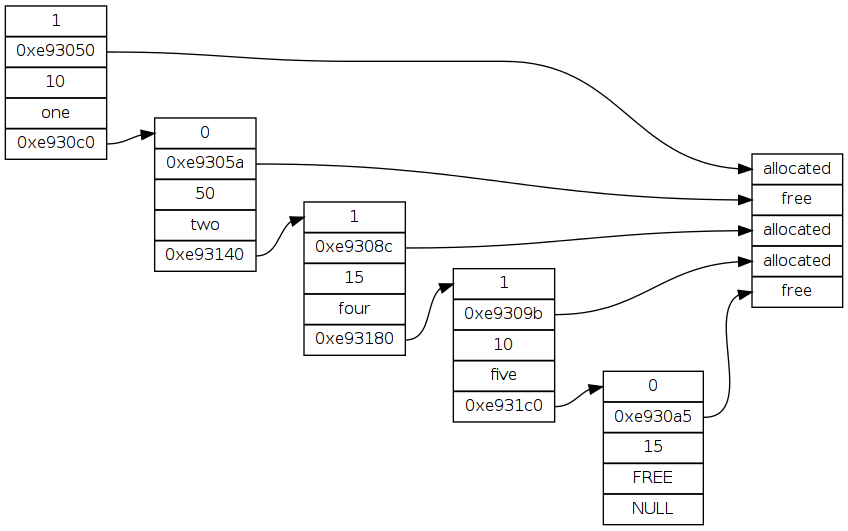 1
0xe93050
10
one
0xe930c0
0
0xe9305a
50
two
0xe93140
1
0xe9308c
15
four
0xe93180
1
0xe9309b
10
five
0xe931c0
0
0xe930a5
15
FREE
NULL
allocated
free
allocated
allocated
free